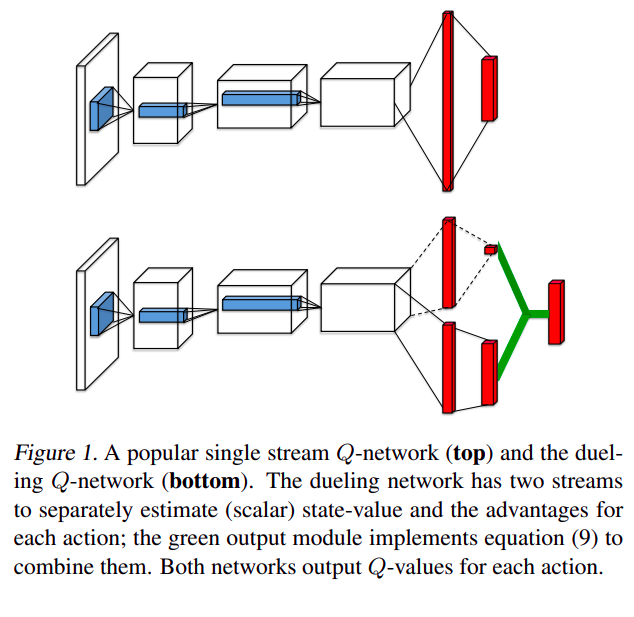 Figure 1. A popular single stream Q-network (top) and the duel-
ing Q-network (bottom). The dueling network has two streams
to separately estimate (scalar) state-value and the advantages for
each action; the green output module implements equation (9) to
combine them. Both networks output Q-values for each action.